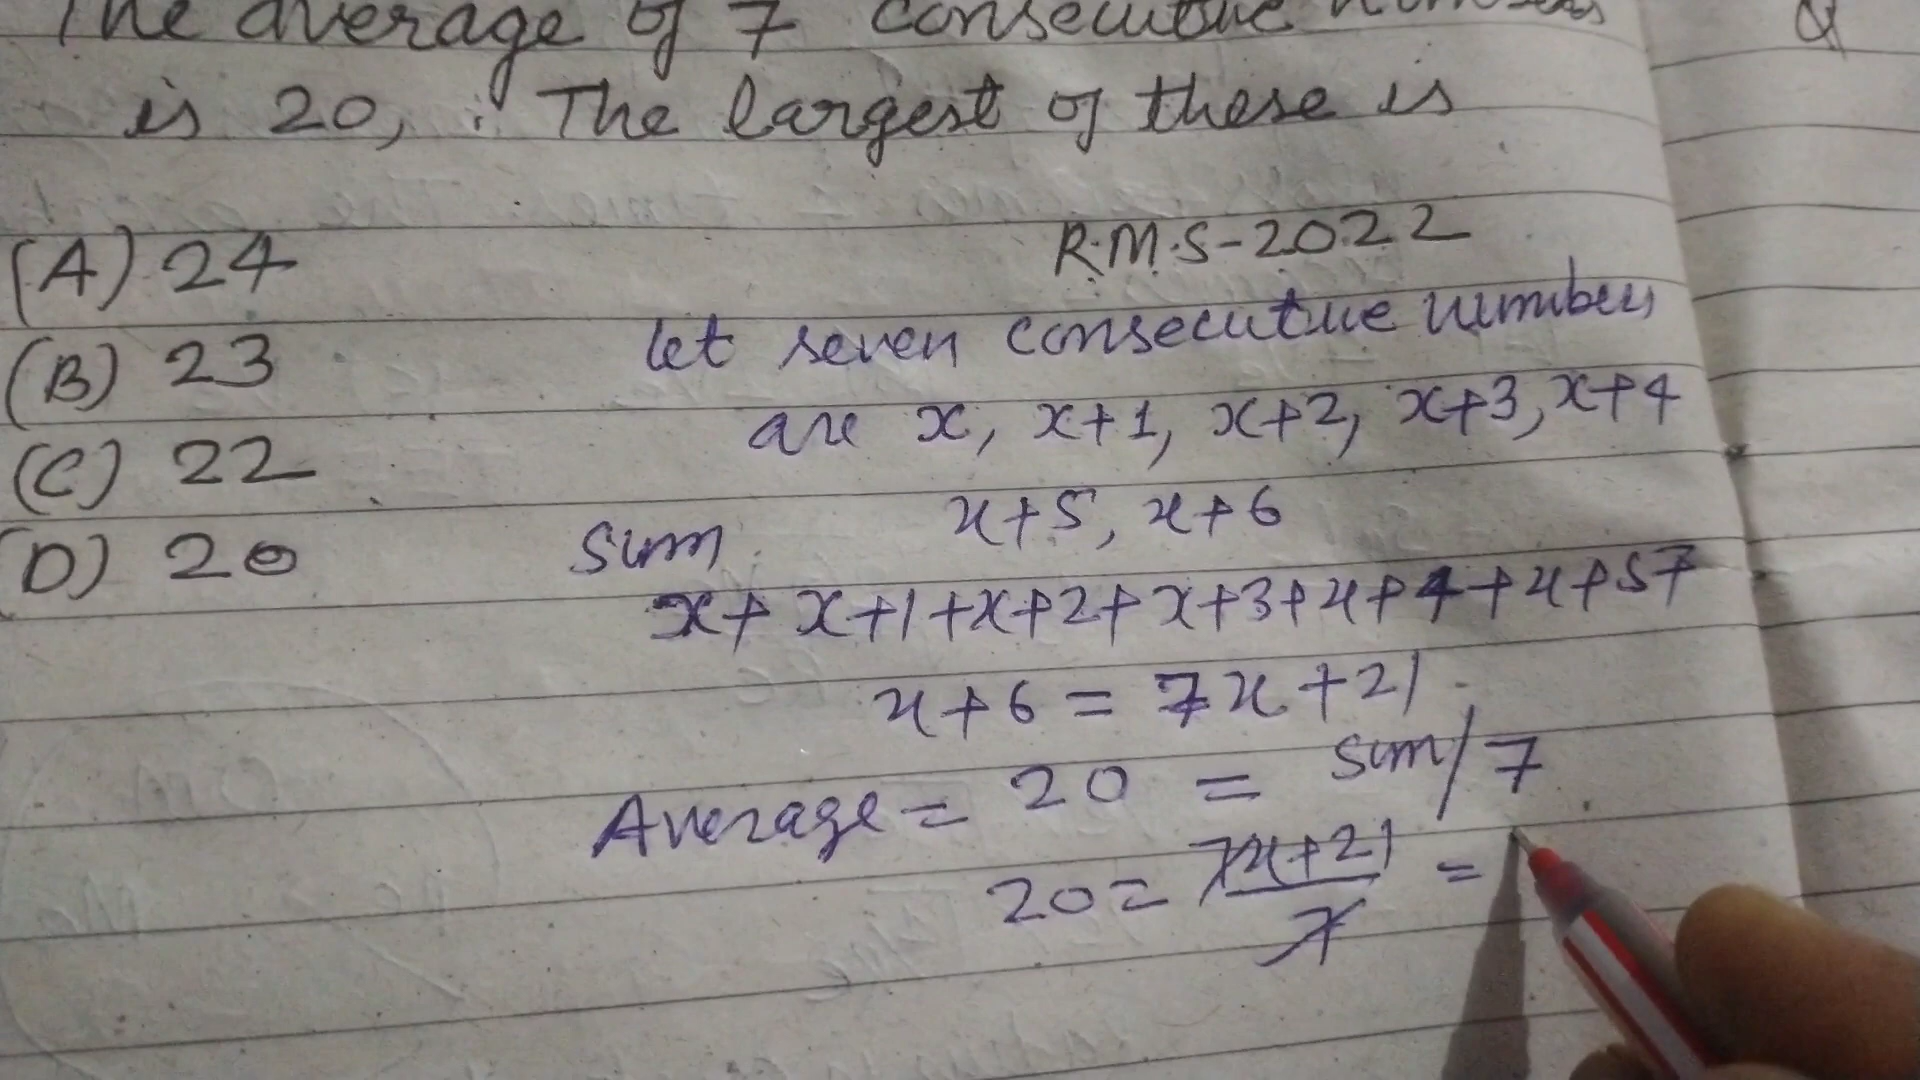 The average of 7 consecutive numbers
is 20, The largest of these is
(A) 24
(B) 23
(C) 22
(D) 20
R.M.S-2022
let seven consecutive numbers
are x, x+1, x+2, x+3, x+4
x+5, x+6
Sum
x+x+1+x+2+x+3+x+4+x+5+
x+6 = 7x+21
Average = 20 = sum/7
20 = 7x+21/7 =
Q